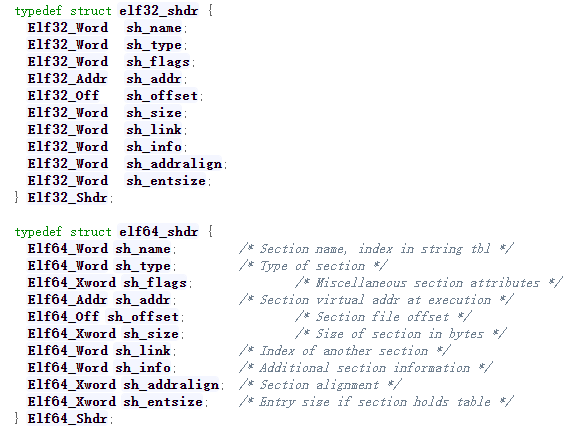 typedef struct elf32_shdr {
  Elf32_Word  sh_name;
  Elf32_Word  sh_type;
  Elf32_Word  sh_flags;
  Elf32_Addr  sh_addr;
  Elf32_Off   sh_offset;
  Elf32_Word  sh_size;
  Elf32_Word  sh_link;
  Elf32_Word  sh_info;
  Elf32_Word  sh_addralign;
  Elf32_Word  sh_entsize;
} Elf32_Shdr;

typedef struct elf64_shdr {
  Elf64_Word sh_name;        /* Section name, index in string tbl */
  Elf64_Word sh_type;        /* Type of section */
  Elf64_Xword sh_flags;        /* Miscellaneous section attributes */
  Elf64_Addr sh_addr;        /* Section virtual addr at execution */
  Elf64_Off sh_offset;        /* Section file offset */
  Elf64_Xword sh_size;        /* Size of section in bytes */
  Elf64_Word sh_link;        /* Index of another section */
  Elf64_Word sh_info;        /* Additional section information */
  Elf64_Xword sh_addralign;  /* Section alignment */
  Elf64_Xword sh_entsize;    /* Entry size if section holds table */
} Elf64_Shdr;